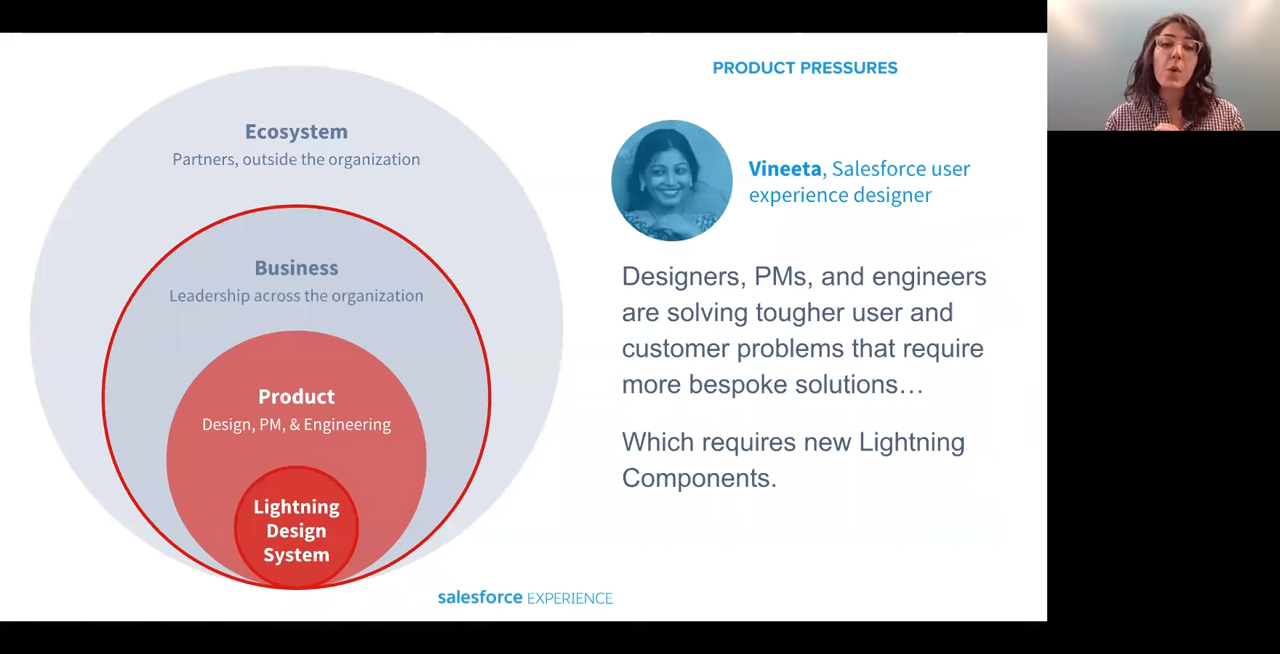 PRODUCT PRESSURES
Ecosystem
Partners, outside the organization
Business
Leadership across the organization
Product
Design, PM, & Engineering
Lightning
Design
System
Vineeta, Salesforce user
experience designer
Designers, PMs, and engineers
are solving tougher user and
customer problems that require
more bespoke solutions…
Which requires new Lightning
Components.
salesforce EXPERIENCE